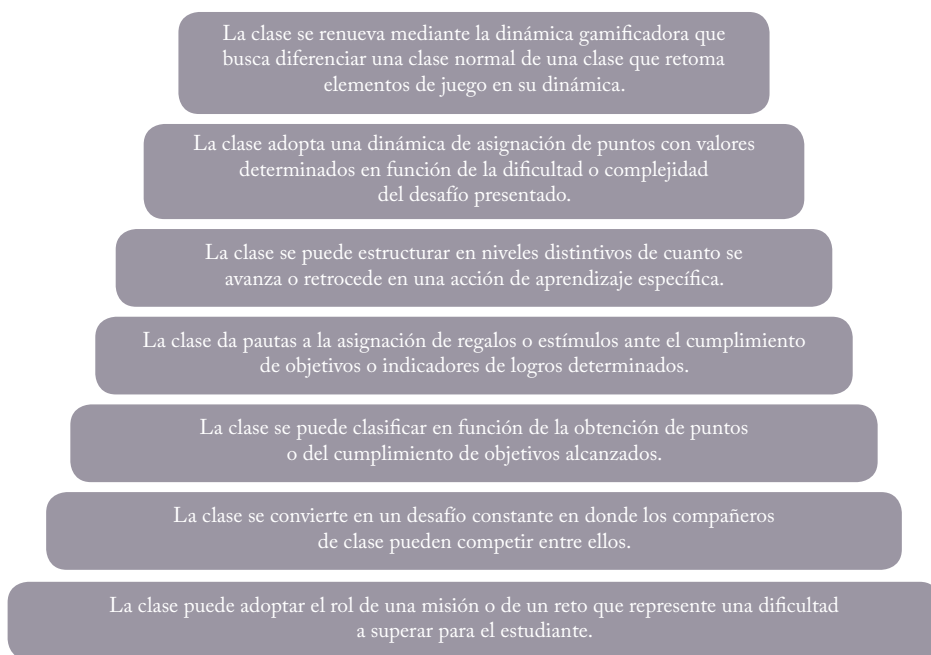 La clase se renueva mediante la dinámica gamificadora que
busca diferenciar una clase normal de una clase que retoma
elementos de juego en su dinámica.
La clase adopta una dinámica de asignación de puntos con valores
determinados en función de la dificultad o complejidad
del desafío presentado.
La clase se puede estructurar en niveles distintivos de cuanto se
avanza o retrocede en una acción de aprendizaje específica.
La clase da pautas a la asignación de regalos o estímulos ante el cumplimiento
de objetivos o indicadores de logros determinados.
La clase se puede clasificar en función de la obtención de puntos
o del cumplimiento de objetivos alcanzados.
La clase se convierte en un desafío constante en donde los compañeros
de clase pueden competir entre ellos.
La clase puede adoptar el rol de una misión o de un reto que represente una dificultad
a superar para el estudiante.